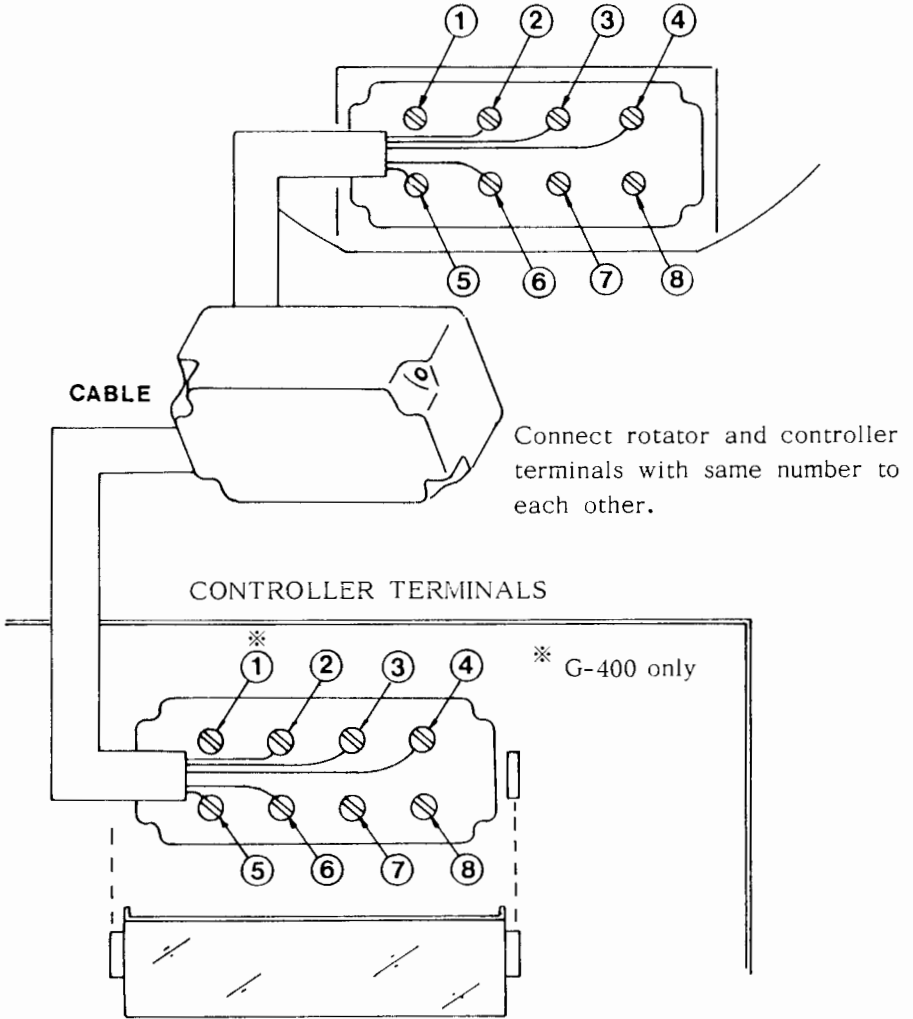 ① ② ③ ④
⑤ ⑥ ⑦ ⑧
CABLE
Connect rotator and controller
terminals with same number to
each other.
CONTROLLER TERMINALS
※
※ G-400 only
① ② ③ ④
⑤ ⑥ ⑦ ⑧